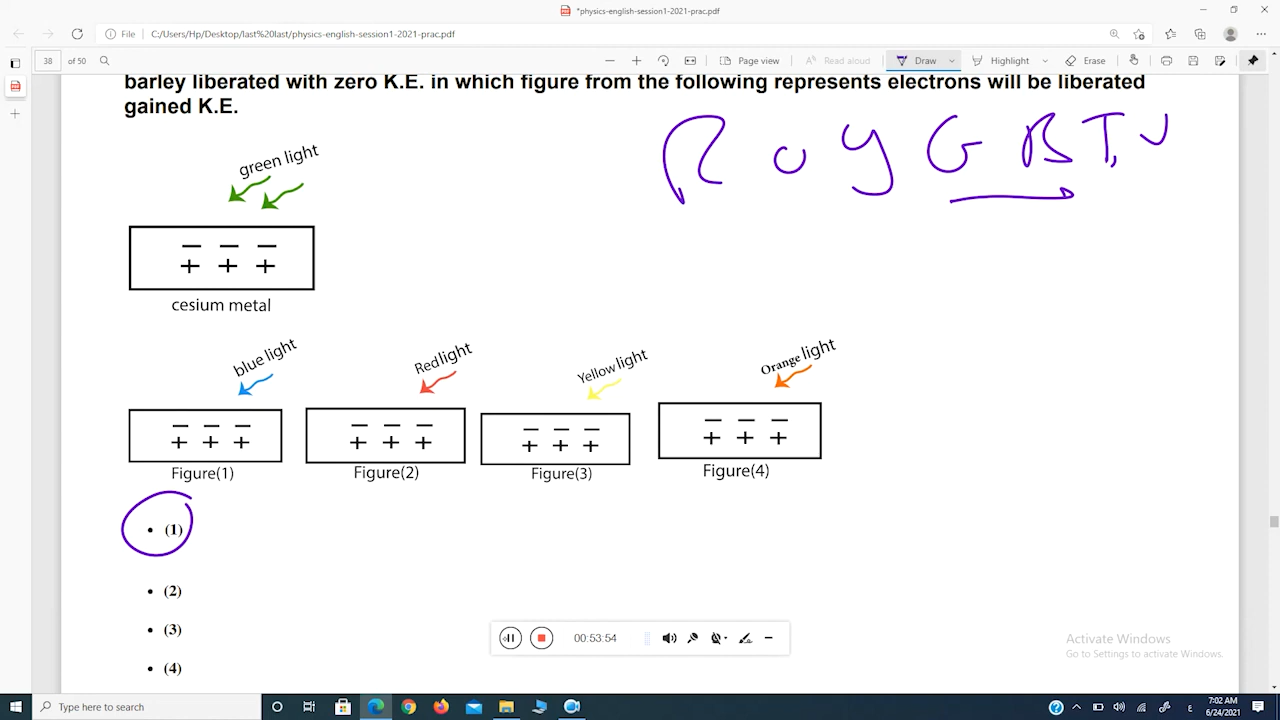 *physics-english-session1-2021-prac.pdf
File C:/Users/Hp/Desktop/last%20last/physics-english-session1-2021-prac.pdf
38 of 50 Page view Read aloud Draw Highlight Erase
barley liberated with zero K.E. in which figure from the following represents electrons will be liberated
gained K.E.
R O Y G B I V
green light
cesium metal
blue light Red light Yellow light Orange light
Figure(1) Figure(2) Figure(3) Figure(4)
• (1)
• (2)
• (3)
• (4)
00:53:54
Activate Windows
Go to Settings to activate Windows.
Type here to search
7:02 AM
6/24/2021